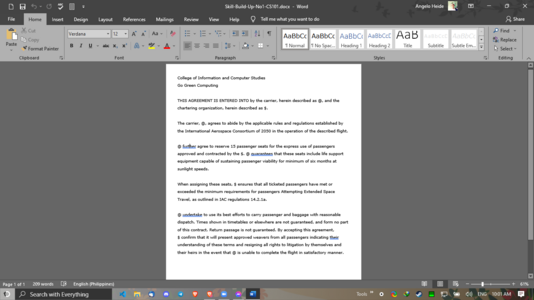 Skill-Build-Up-No1-CS101.docx - Word
Angelo Heide
File
Home
Insert
Design
Layout
References
Mailings
Review
View
Help
Tell me what you want to do
Share
Paste
Cut
Copy
Format Painter
Clipboard
Verdana
12
Font
Paragraph
AaBbCc
¶ Normal
AaBbCc
¶ No Spac...
AaBbCc
Heading 1
AaBbCc
Heading 2
AaB
Title
AaBbCc
Subtitle
AaBbCc
Subtle Em...
Styles
Find
Replace
Select
Editing
College of Information and Computer Studies
Go Green Computing
THIS AGREEMENT IS ENTERED INTO by the carrier, herein described as @, and the
chartering organization, herein described as $.
The carrier, @, agrees to abide by the applicable rules and regulations established by
the International Aerospace Consortium of 2030 in the operation of the described flight.
@ further agree to reserve 15 passenger seats for the express use of passengers
approved and contracted by the $. @ guarantees that these seats include life support
equipment capable of sustaining passenger viability for minimum of six months at
sunlight speeds.
When assigning these seats, $ ensures that all ticketed passengers have met or
exceeded the minimum requirements for passengers Attempting Extended Space
Travel, as outlined in IAC regulations 14.2.1a.
@ undertake to use its best efforts to carry passenger and baggage with reasonable
dispatch. Times shown in timetables or elsewhere are not guaranteed, and form no part
of this contract. Return passage is not guaranteed. By accepting this agreement,
$ confirm that it will present approved weavers from all passengers indicating their
understanding of these terms and resigning all rights to litigation by themselves and
their heirs in the event that @ is unable to complete the flight in satisfactory manner.
Page 1 of 1
209 words
English (Philippines)
67%
Search with Everything
Tools
ENG
10:01 AM